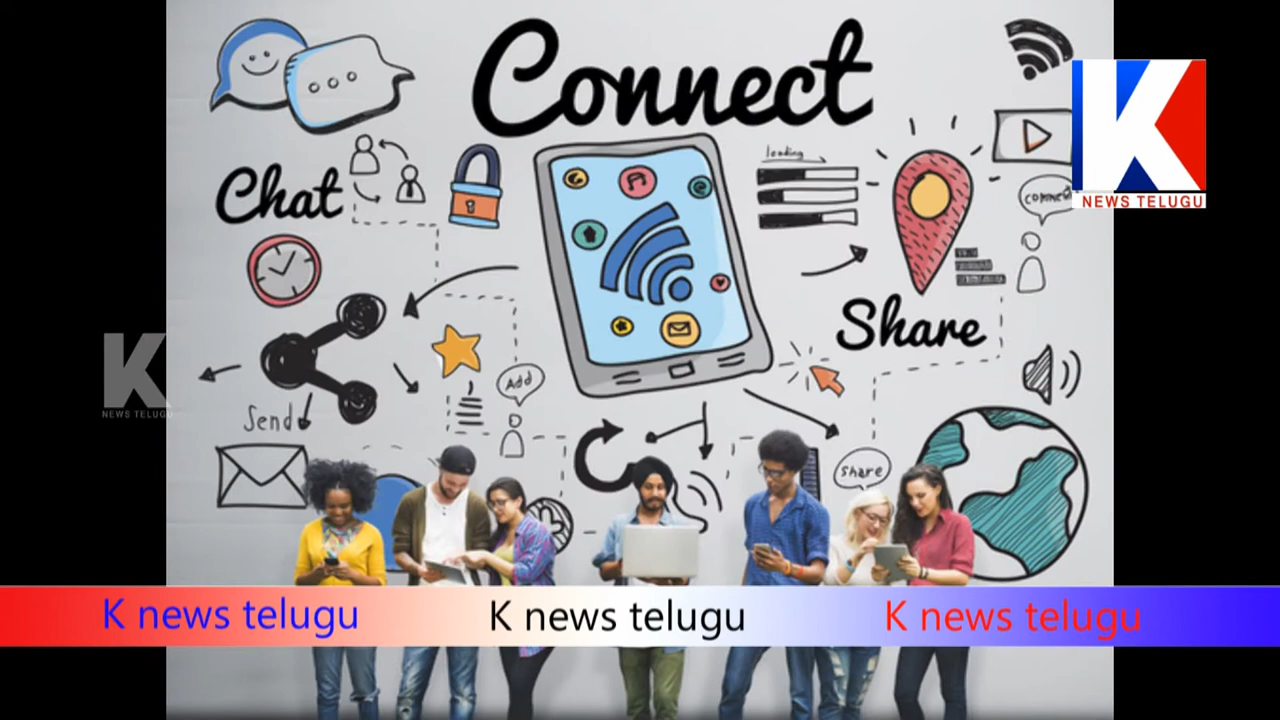 Connect
Chat
loading
K
NEWS TELUGU
Share
Add
K
NEWS TELUGU
Send
share
K news telugu K news telugu K news telugu